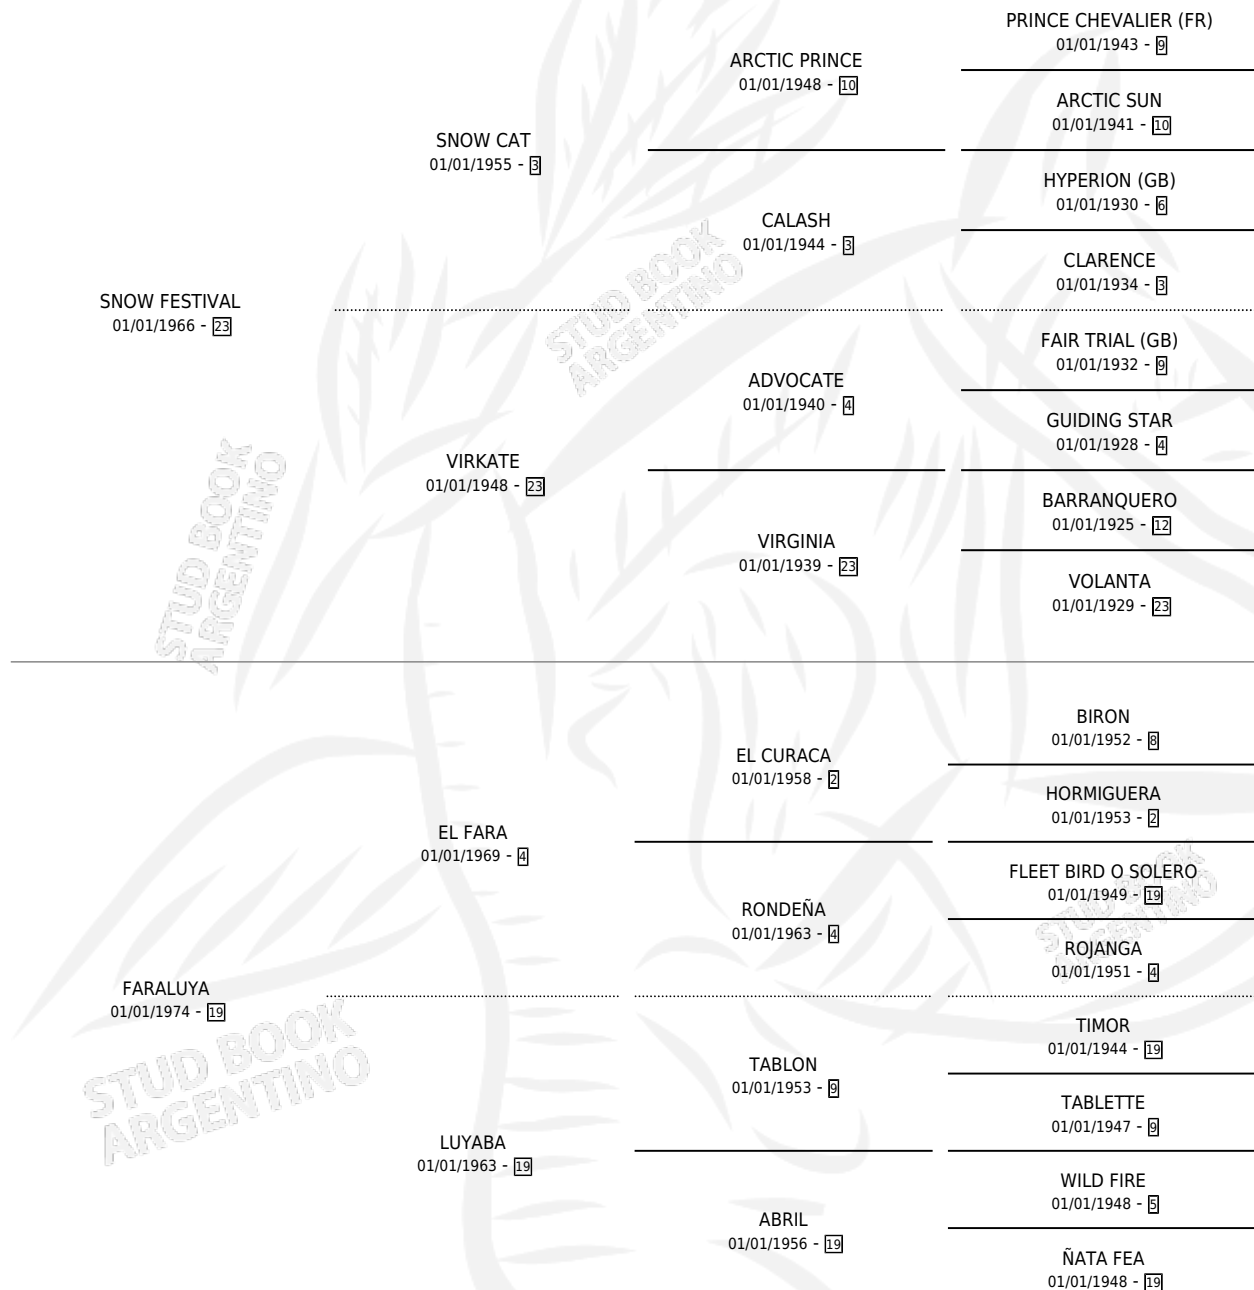 PRINCE CHEVALIER (FR)
01/01/1943 - 9
ARCTIC PRINCE
01/01/1948 - 10
ARCTIC SUN
01/01/1941 - 10
SNOW CAT
01/01/1955 - 3
HYPERION (GB)
01/01/1930 - 6
CALASH
01/01/1944 - 3
CLARENCE
01/01/1934 - 3
SNOW FESTIVAL
01/01/1966 - 23
STUD BOOK
ARGENTINO
FAIR TRIAL (GB)
01/01/1932 - 9
ADVOCATE
01/01/1940 - 4
GUIDING STAR
01/01/1928 - 4
VIRKATE
01/01/1948 - 23
BARRANQUERO
01/01/1925 - 12
VIRGINIA
01/01/1939 - 23
VOLANTA
01/01/1929 - 23
STUD BOOK
ARGENTINO
BIRON
01/01/1952 - 8
EL CURACA
01/01/1958 - 2
HORMIGUERA
01/01/1953 - 2
EL FARA
01/01/1969 - 4
FLEET BIRD O SOLERO
01/01/1949 - 19
RONDEÑA
01/01/1963 - 4
ROJANGA
01/01/1951 - 4
STUD BOOK
ARGENTINO
FARALUYA
01/01/1974 - 19
TIMOR
01/01/1944 - 19
TABLON
01/01/1953 - 9
TABLETTE
01/01/1947 - 9
STUD BOOK
ARGENTINO
LUYABA
01/01/1963 - 19
WILD FIRE
01/01/1948 - 5
ABRIL
01/01/1956 - 19
ÑATA FEA
01/01/1948 - 19